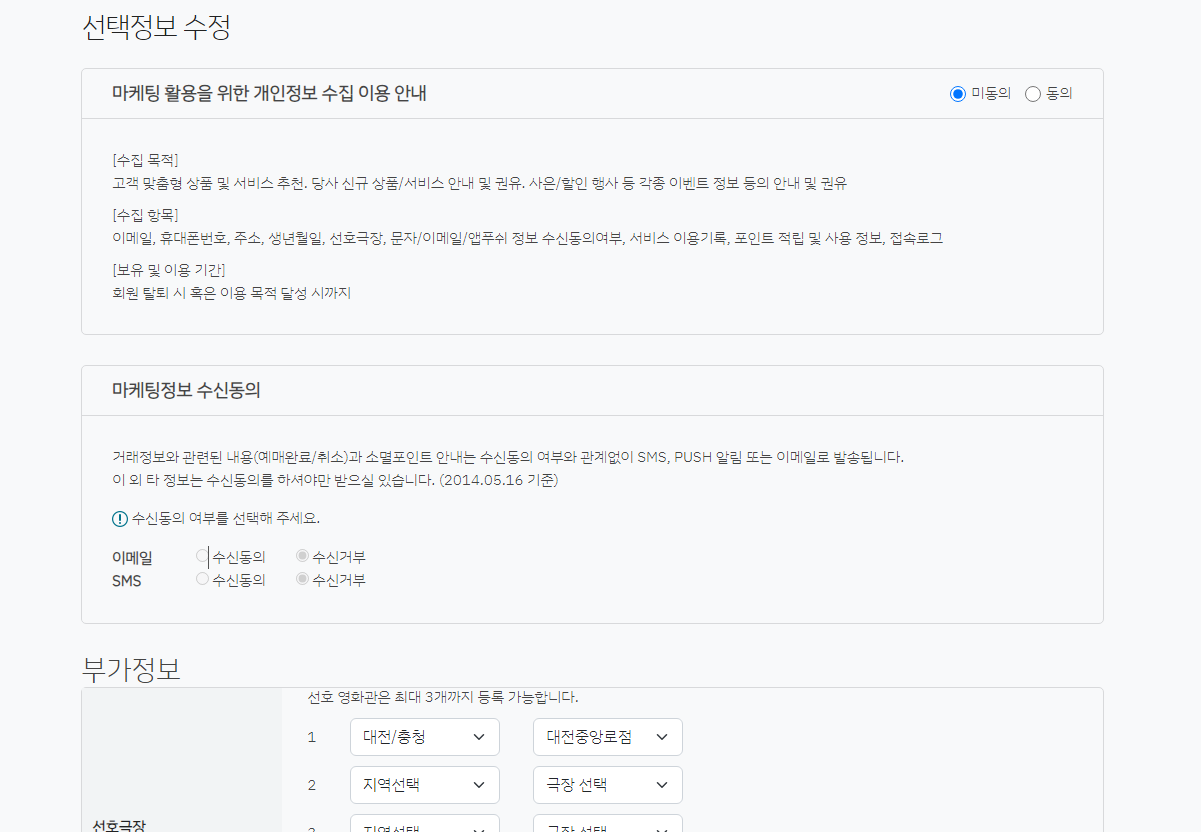 선택정보 수정
마케팅 활용을 위한 개인정보 수집 이용 안내
미동의 동의
[수집 목적]
고객 맞춤형 상품 및 서비스 추천. 당사 신규 상품/서비스 안내 및 권유. 사은/할인 행사 등 각종 이벤트 정보 등의 안내 및 권유
[수집 항목]
이메일, 휴대폰번호, 주소, 생년월일, 선호극장, 문자/이메일/앱푸쉬 정보 수신동의여부, 서비스 이용기록, 포인트 적립 및 사용 정보, 접속로그
[보유 및 이용 기간]
회원 탈퇴 시 혹은 이용 목적 달성 시까지
마케팅정보 수신동의
거래정보와 관련된 내용(예매완료/취소)과 소멸포인트 안내는 수신동의 여부와 관계없이 SMS, PUSH 알림 또는 이메일로 발송됩니다.
이 외 타 정보는 수신동의를 하셔야만 받으실 있습니다. (2014.05.16 기준)
수신동의 여부를 선택해 주세요.
이메일 수신동의 수신거부
SMS 수신동의 수신거부
부가정보
선호 영화관은 최대 3개까지 등록 가능합니다.
1 대전/충청 대전중앙로점
2 지역선택 극장 선택
선호극장
3 지역선택 극장 선택